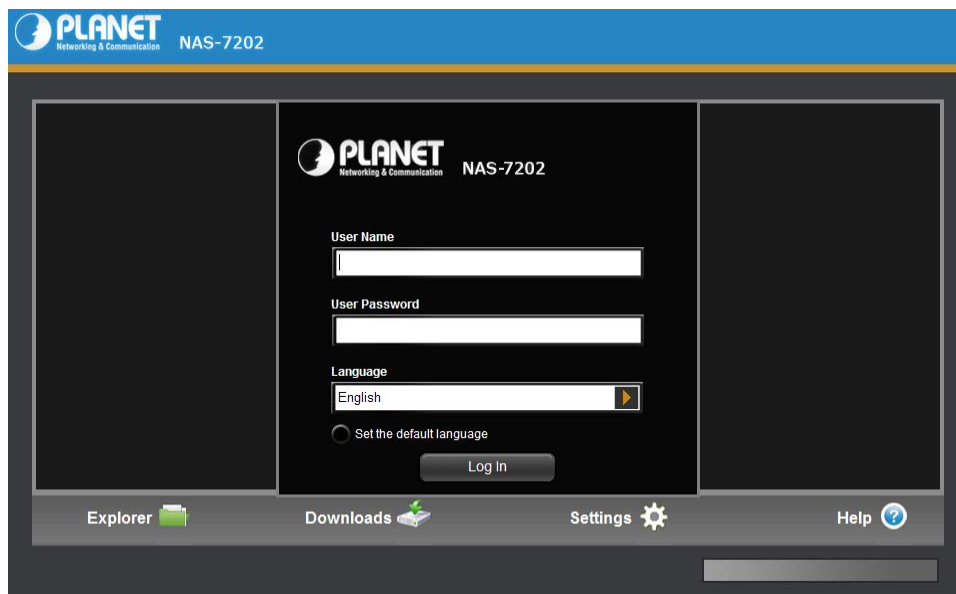 PLANET
Networking & Communication
NAS-7202
PLANET
Networking & Communication
NAS-7202
User Name
User Password
Language
English
Set the default language
Log In
Explorer
Downloads
Settings
Help ?